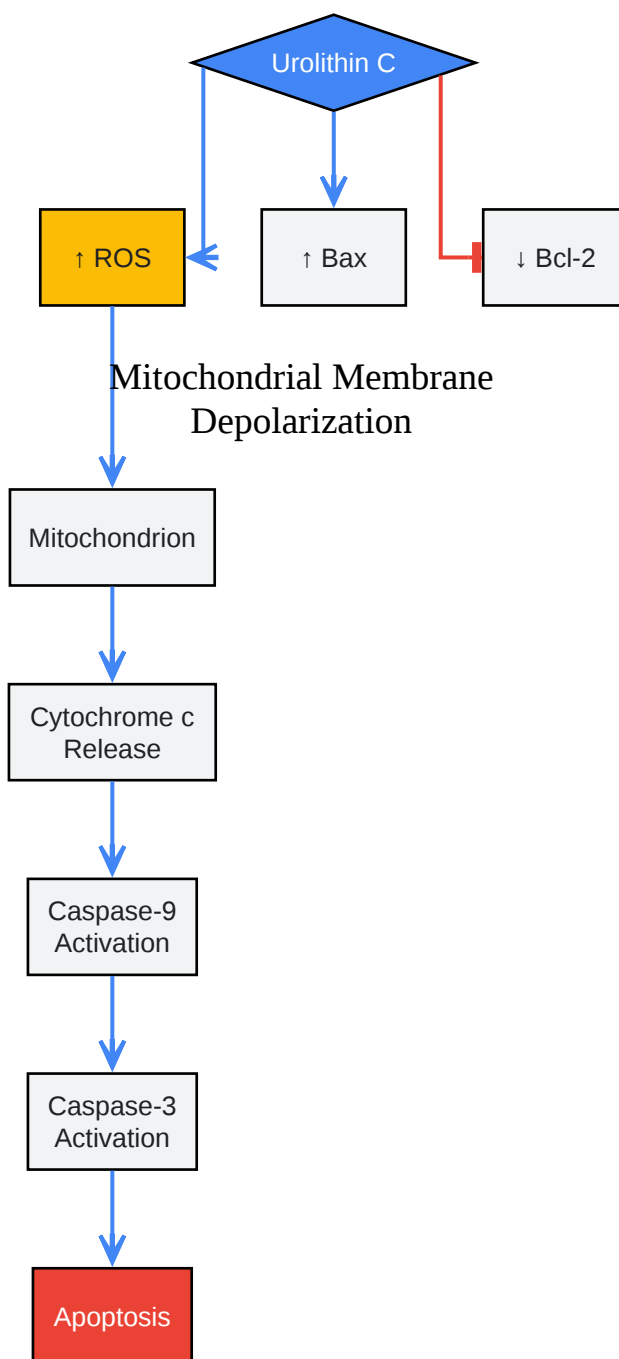 Urolithin C
↑ ROS
↑ Bax
↓ Bcl-2
Mitochondrial Membrane
Depolarization
Mitochondrion
Cytochrome c
Release
Caspase-9
Activation
Caspase-3
Activation
Apoptosis